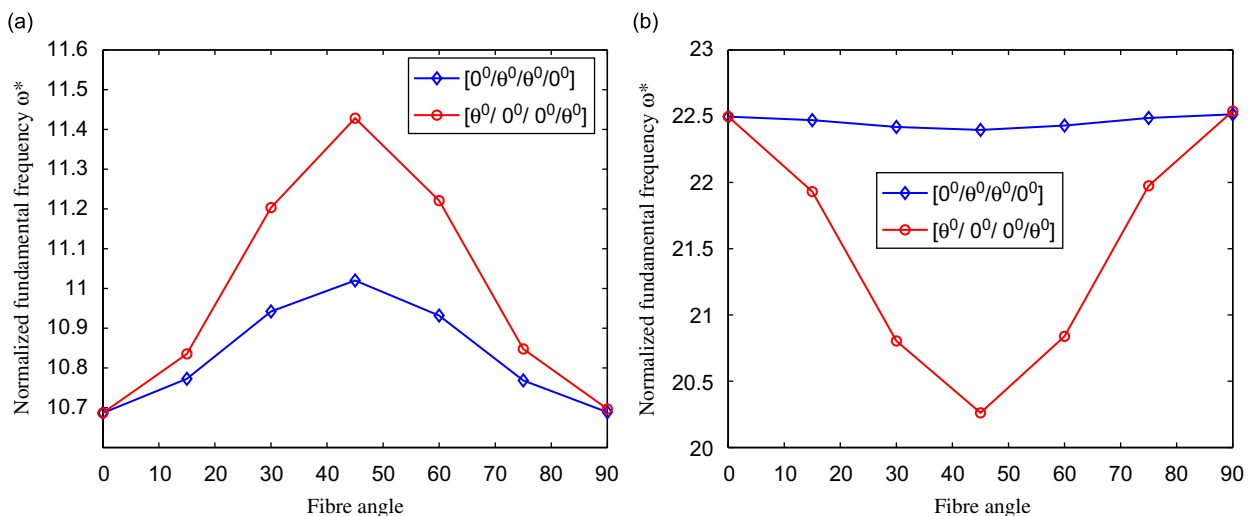 (a)
Normalized fundamental frequency ω*
11.6
11.5
11.4
11.3
11.2
11.1
11
10.9
10.8
10.7
0 10 20 30 40 50 60 70 80 90
Fibre angle
[0⁰/θ⁰/θ⁰/0⁰]
[θ⁰/ 0⁰/ 0⁰/θ⁰]
(b)
Normalized fundamental frequency ω*
23
22.5
22
21.5
21
20.5
20
0 10 20 30 40 50 60 70 80 90
Fibre angle
[0⁰/θ⁰/θ⁰/0⁰]
[θ⁰/ 0⁰/ 0⁰/θ⁰]